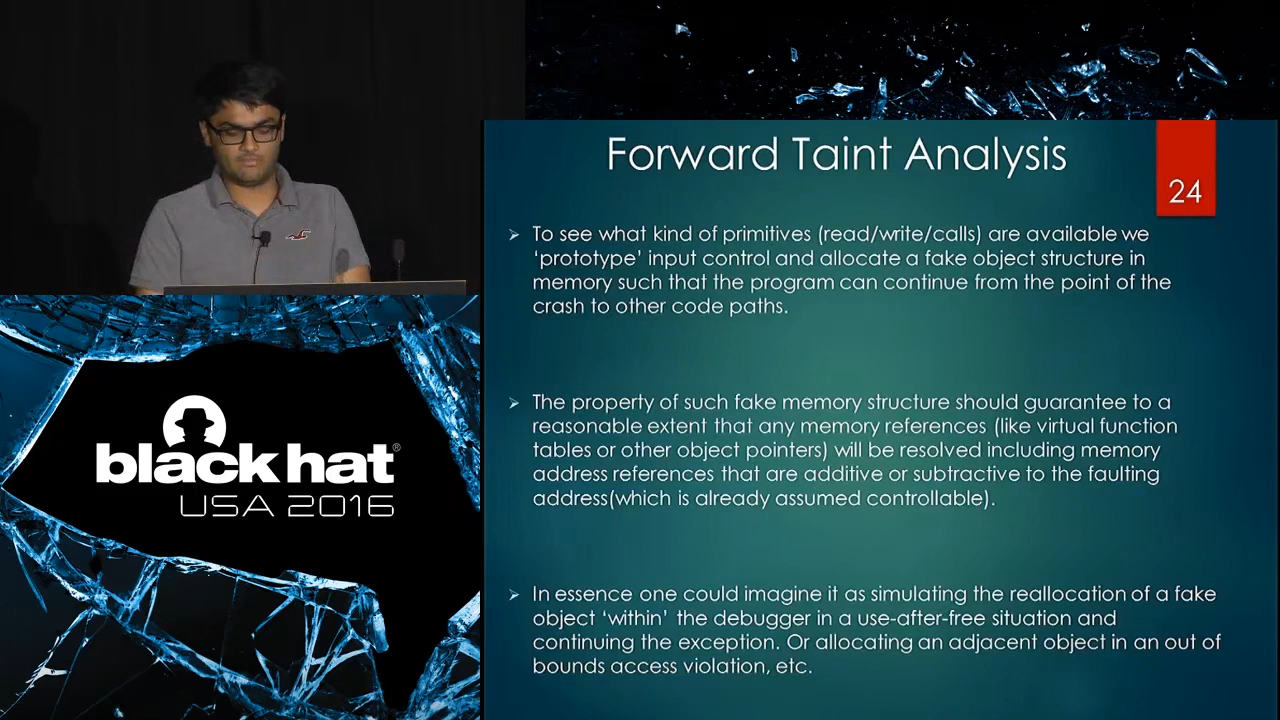 Forward Taint Analysis
24
To see what kind of primitives (read/write/calls) are available we
‘prototype’ input control and allocate a fake object structure in
memory such that the program can continue from the point of the
crash to other code paths.
The property of such fake memory structure should guarantee to a
reasonable extent that any memory references (like virtual function
tables or other object pointers) will be resolved including memory
address references that are additive or subtractive to the faulting
address(which is already assumed controllable).
In essence one could imagine it as simulating the reallocation of a fake
object ‘within’ the debugger in a use-after-free situation and
continuing the exception. Or allocating an adjacent object in an out of
bounds access violation, etc.
black hat®
USA 2016